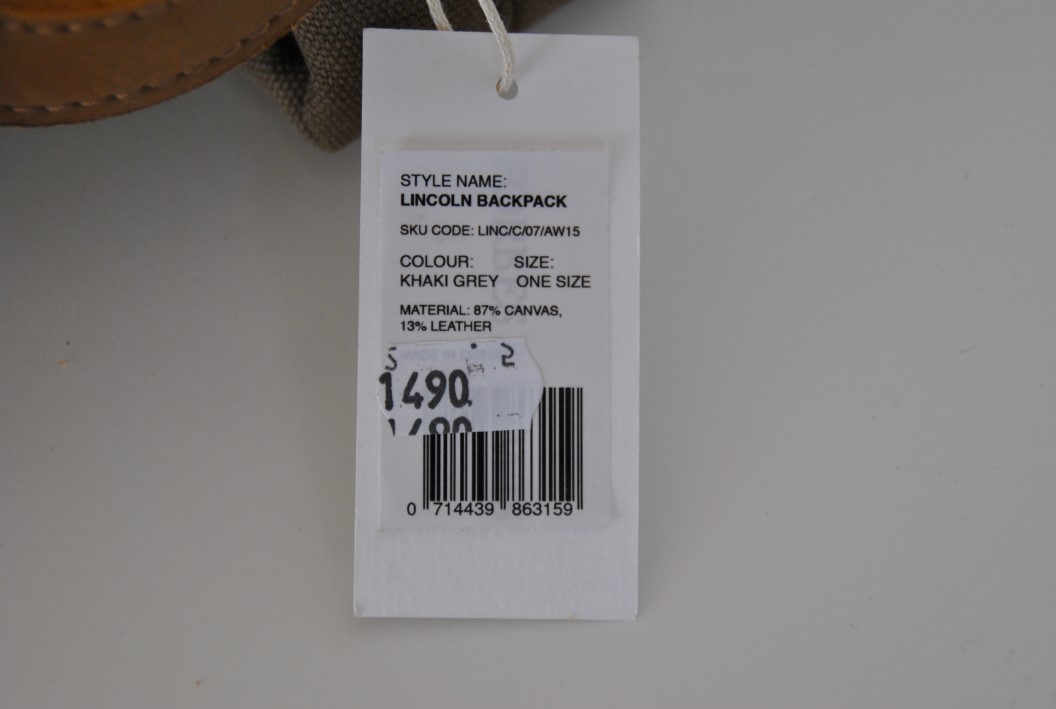 STYLE NAME:
LINCOLN BACKPACK
SKU CODE: LINC/C/07/AW15
COLOUR: SIZE:
KHAKI GREY ONE SIZE
MATERIAL: 87% CANVAS,
13% LEATHER
1490.
0 714439 863159